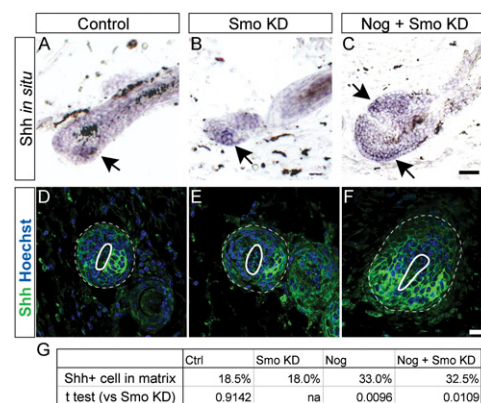 Control
Smo KD
Nog + Smo KD
Shh in situ
A
B
C
Shh Hoechst
D
E
F
G
Ctrl Smo KD Nog Nog + Smo KD
Shh+ cell in matrix 18.5% 18.0% 33.0% 32.5%
t test (vs Smo KD) 0.9142 na 0.0096 0.0109